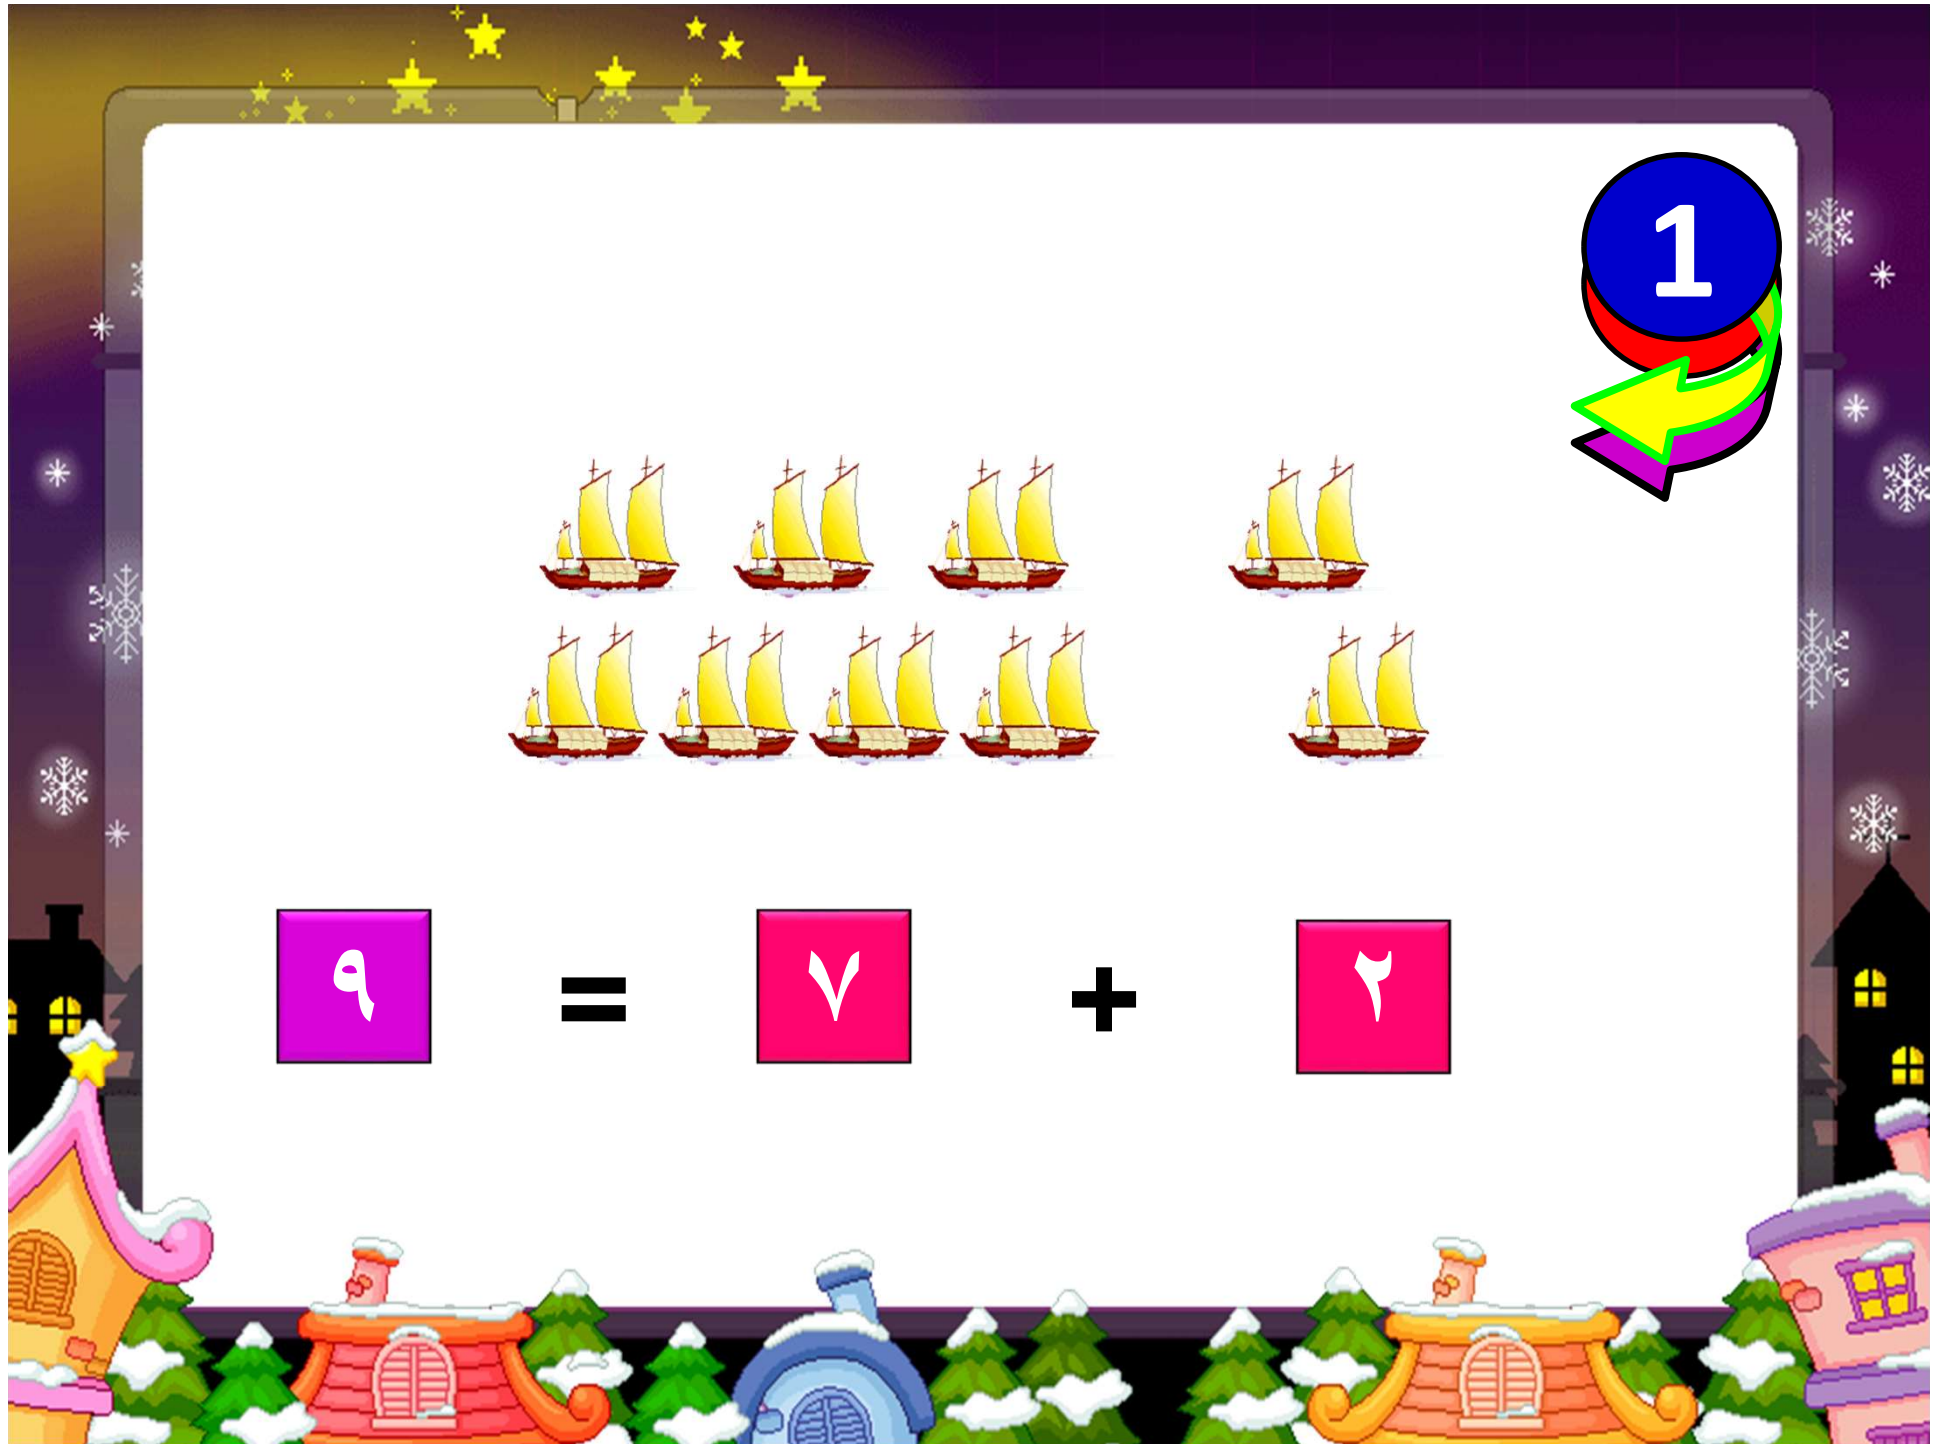 1
٢ + ٧ = ٩